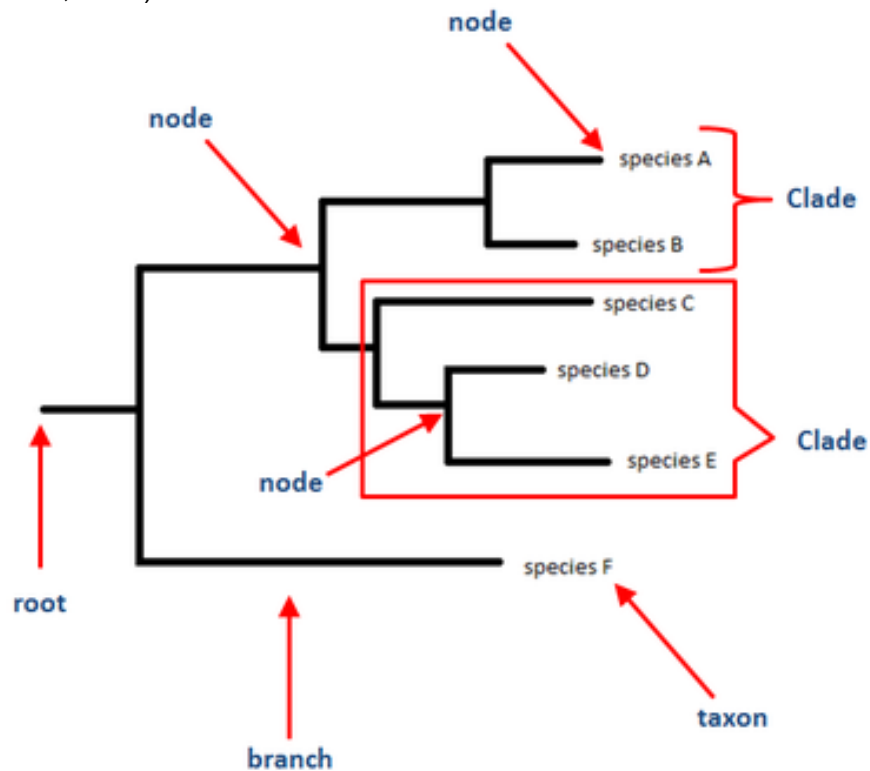 node
node
species A
Clade
species B
species C
species D
Clade
species E
node
species F
root
taxon
branch